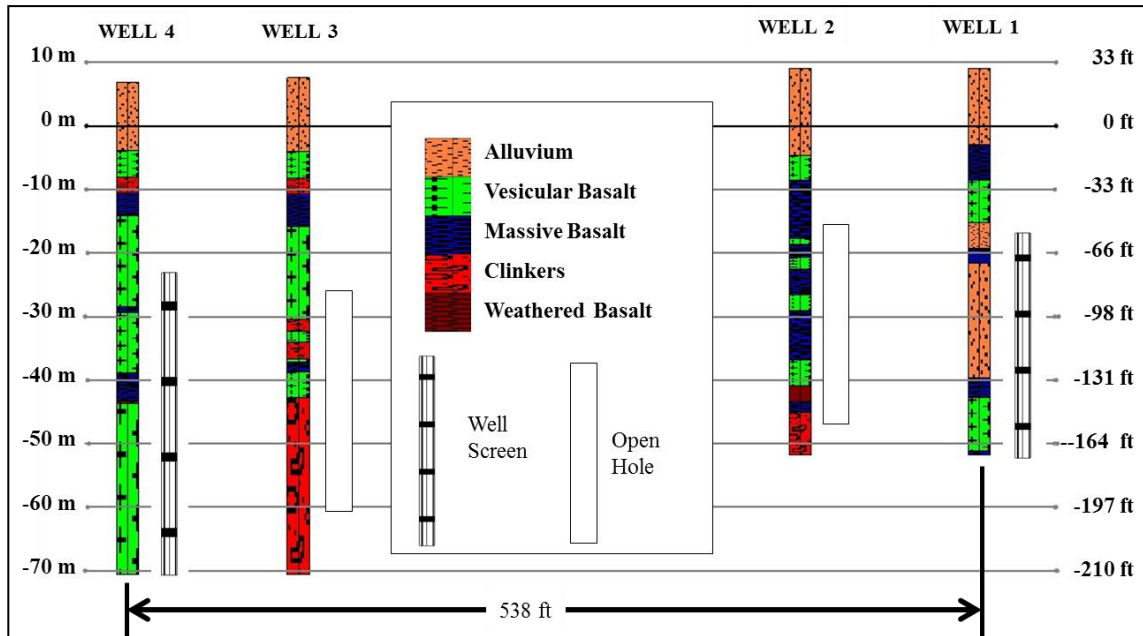 WELL 4
WELL 3
WELL 2
WELL 1
10 m
33 ft
0 m
0 ft
Alluvium
Vesicular Basalt
Massive Basalt
Clinkers
Weathered Basalt
-10 m
-33 ft
-20 m
-66 ft
-30 m
-98 ft
-40 m
-131 ft
Well
Screen
Open
Hole
-50 m
--164 ft
-60 m
-197 ft
-70 m
-210 ft
538 ft